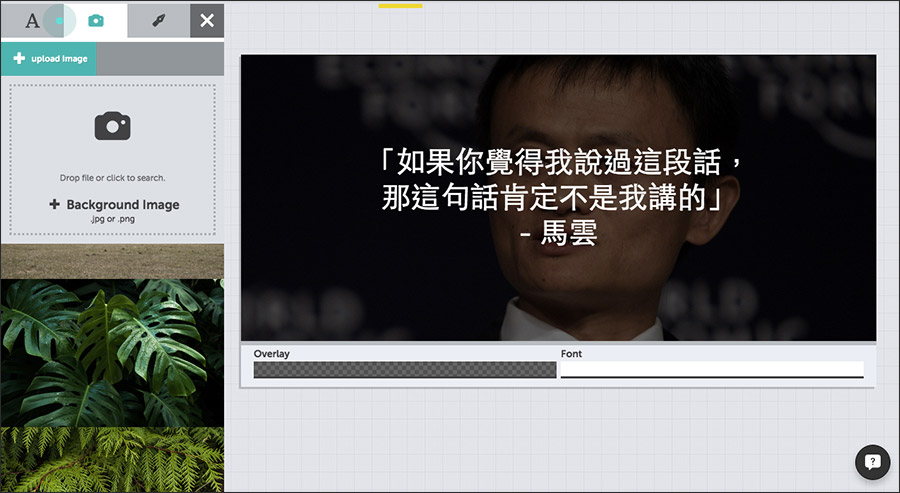 A
upload image
Drop file or click to search.
+ Background Image
.jpg or .png
「如果你覺得我說過這段話，
那這句話肯定不是我講的」
- 馬雲
WORLD
Overlay
Font
?